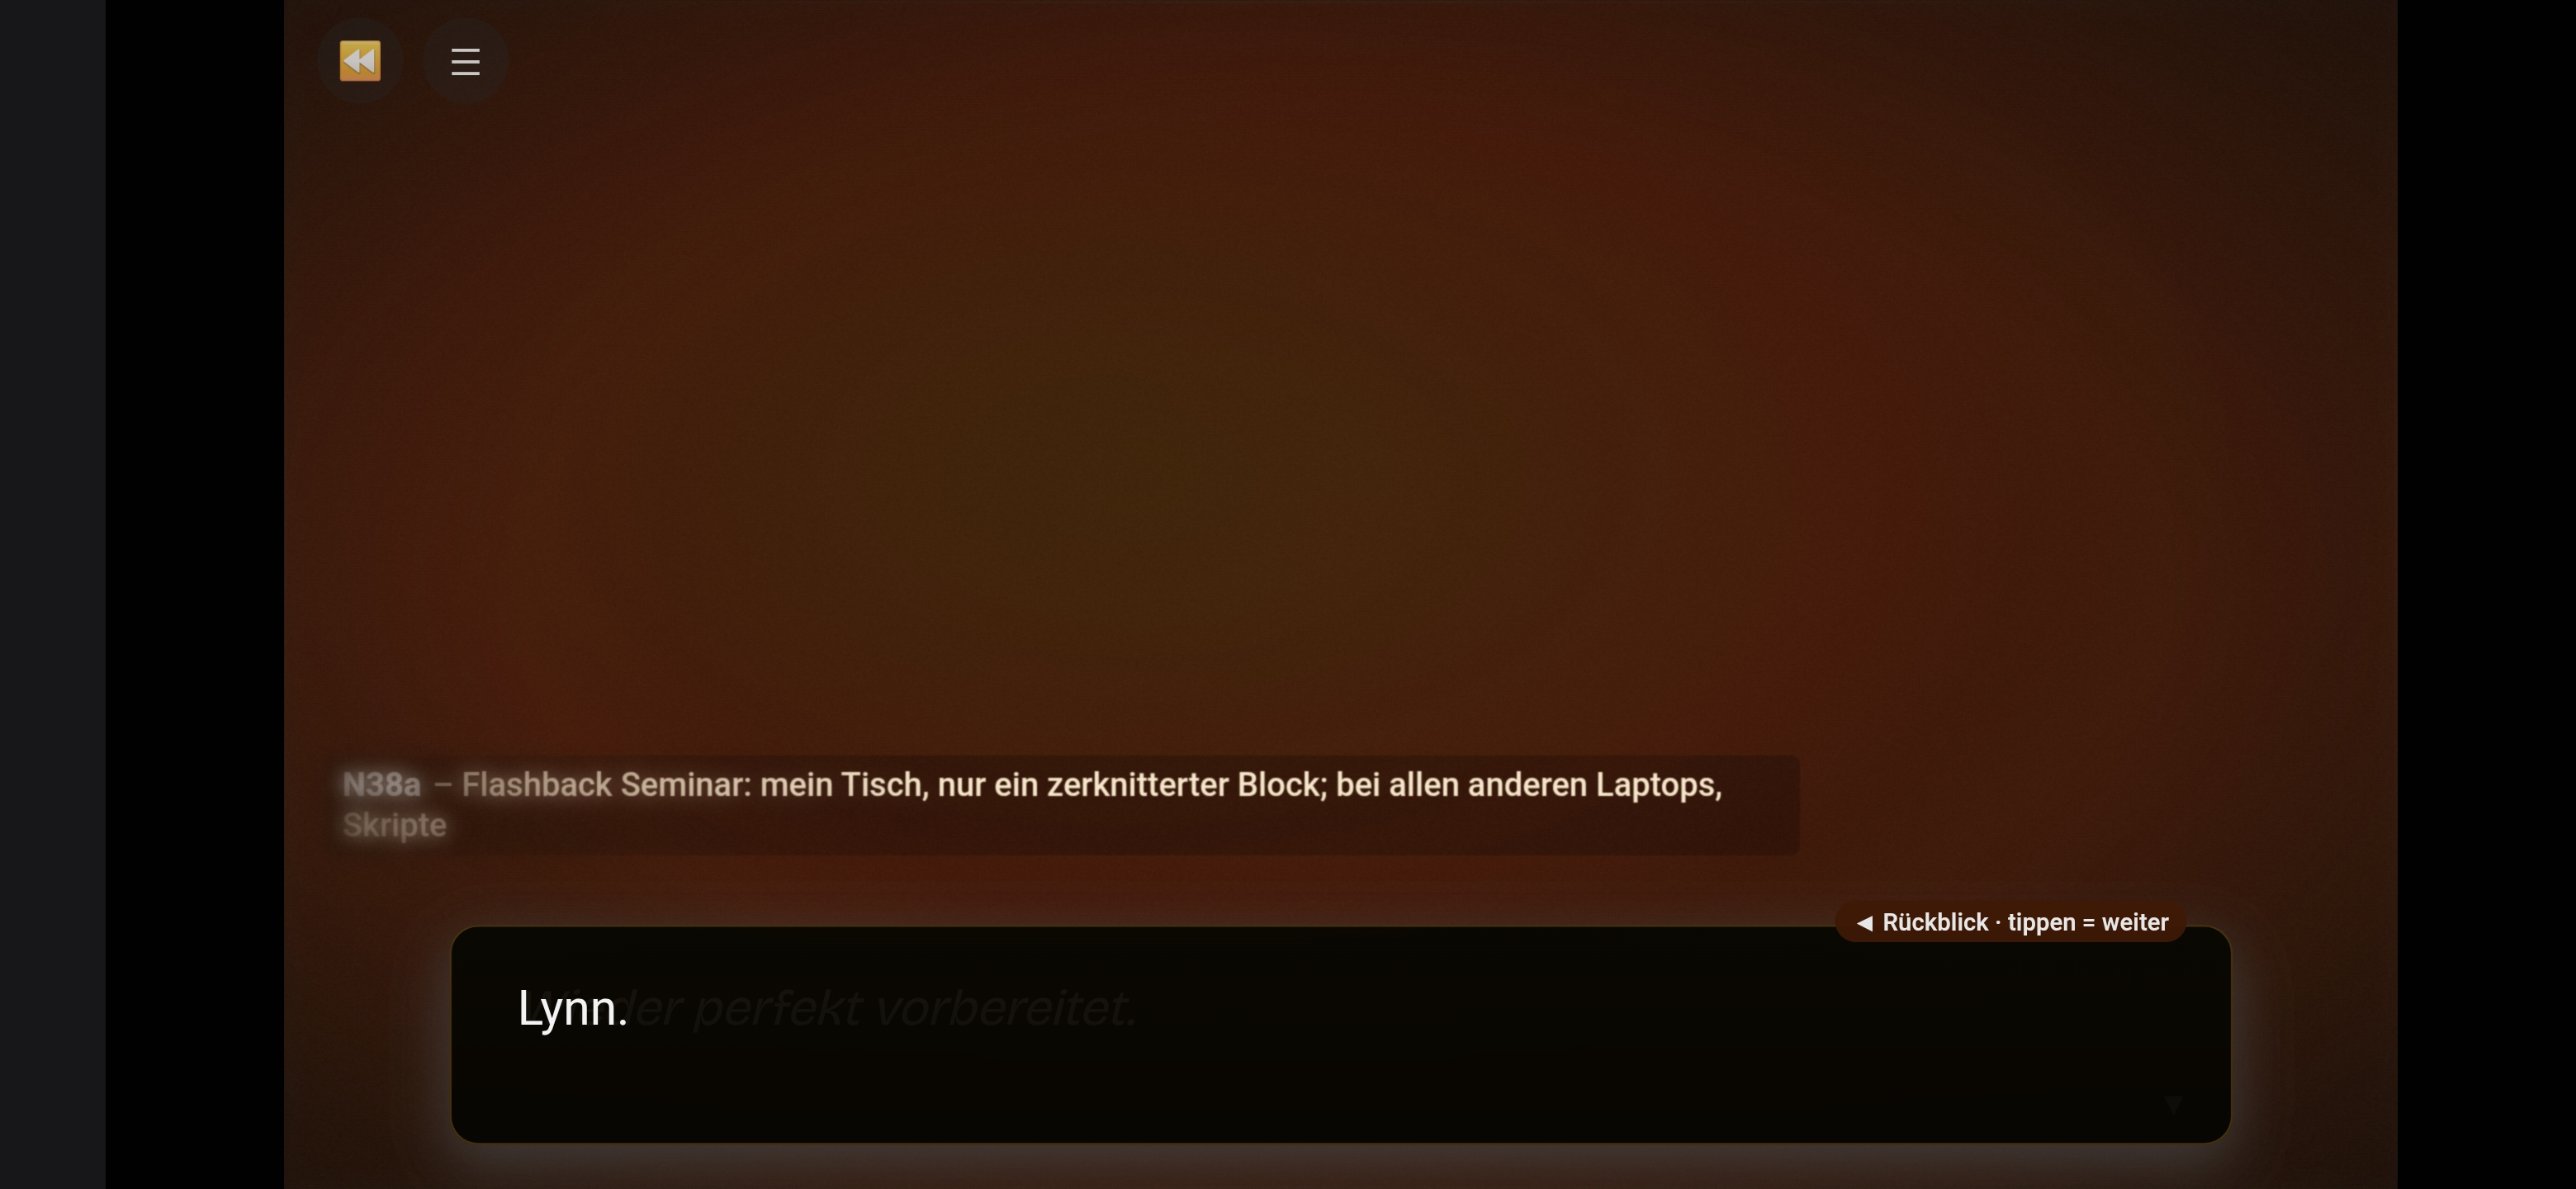 N38a – Flashback Seminar: mein Tisch, nur ein zerknitterter Block; bei allen anderen Laptops,
Skripte
◀ Rückblick · tippen = weiter
Lynn.
der perfekt vorbereitet.